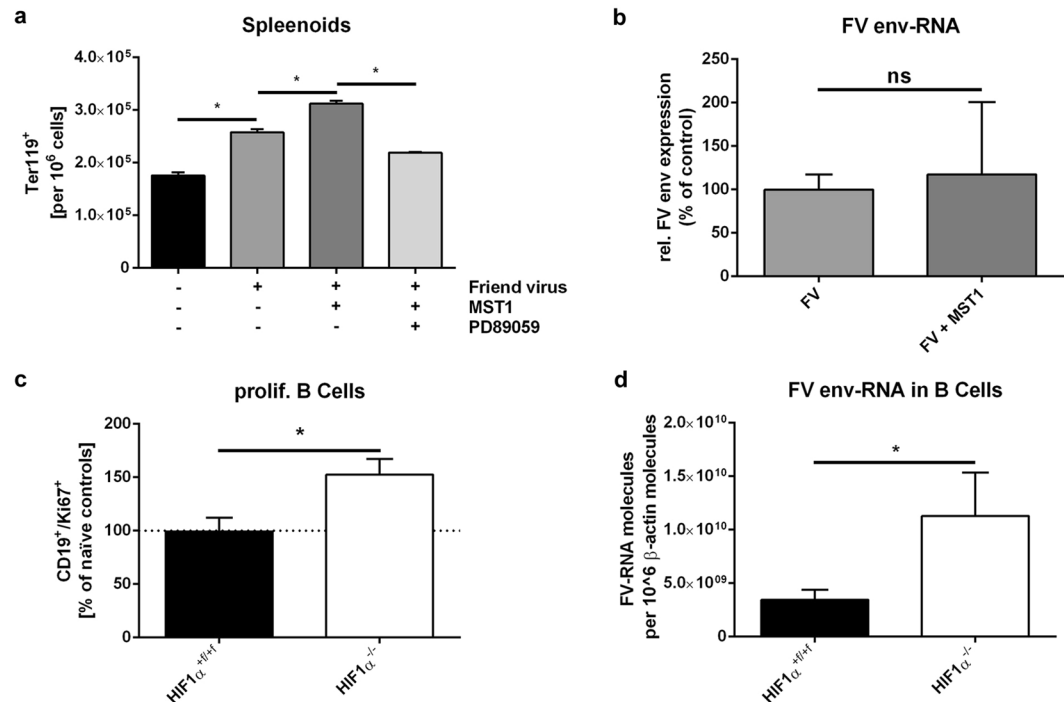 a
Spleenoids
Ter119⁺
[per 10⁶ cells]
4.0×10⁵
3.0×10⁵
2.0×10⁵
1.0×10⁵
0
* * *
- + + + Friend virus
- - + + MST1
- - - + PD89059
b
FV env-RNA
rel. FV env expression
(% of control)
250
200
150
100
50
0
ns
FV
FV + MST1
c
prolif. B Cells
CD19⁺/Ki67⁺
[% of naïve controls]
200
150
100
50
0
*
HIF1α⁺ᶠ/⁺ᶠ
HIF1α⁻/⁻
d
FV env-RNA in B Cells
FV-RNA molecules
per 10^6 β-actin molecules
2.0×10¹⁰
1.5×10¹⁰
1.0×10¹⁰
5.0×10⁰⁹
0
*
HIF1α⁺ᶠ/⁺ᶠ
HIF1α⁻/⁻